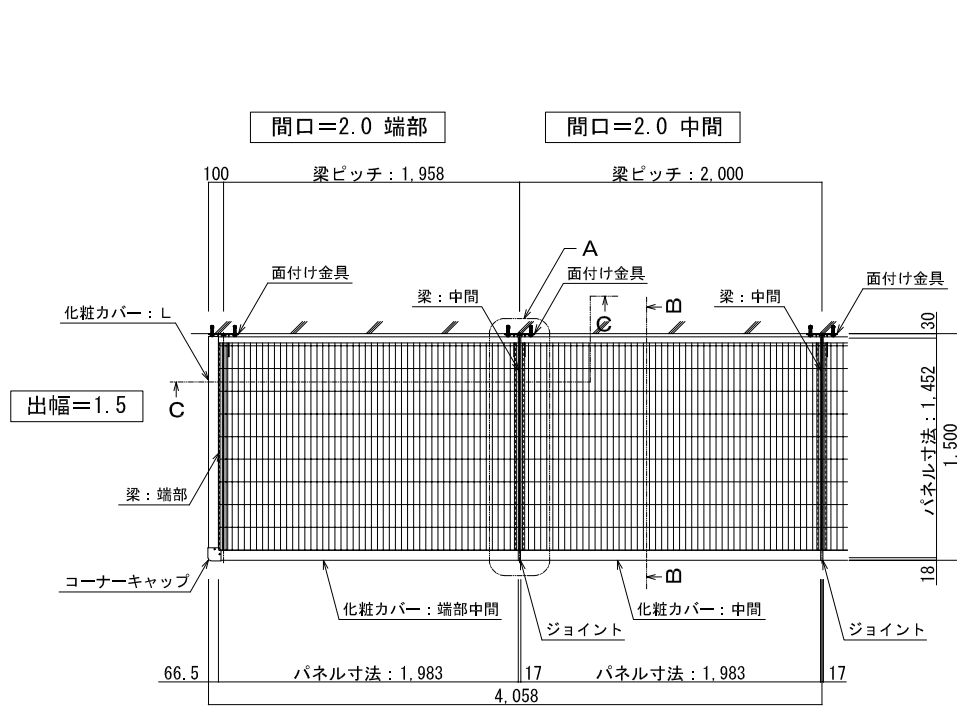 間口＝2.0 端部
間口＝2.0 中間
100
梁ピッチ：1,958
梁ピッチ：2,000
A
面付け金具
面付け金具
面付け金具
梁：中間
梁：中間
化粧カバー：L
B
C
30
出幅＝1.5
C
パネル寸法：1,452
1,500
梁：端部
コーナーキャップ
B
18
化粧カバー：端部中間
化粧カバー：中間
ジョイント
ジョイント
66.5
パネル寸法：1,983
17
パネル寸法：1,983
17
4,058